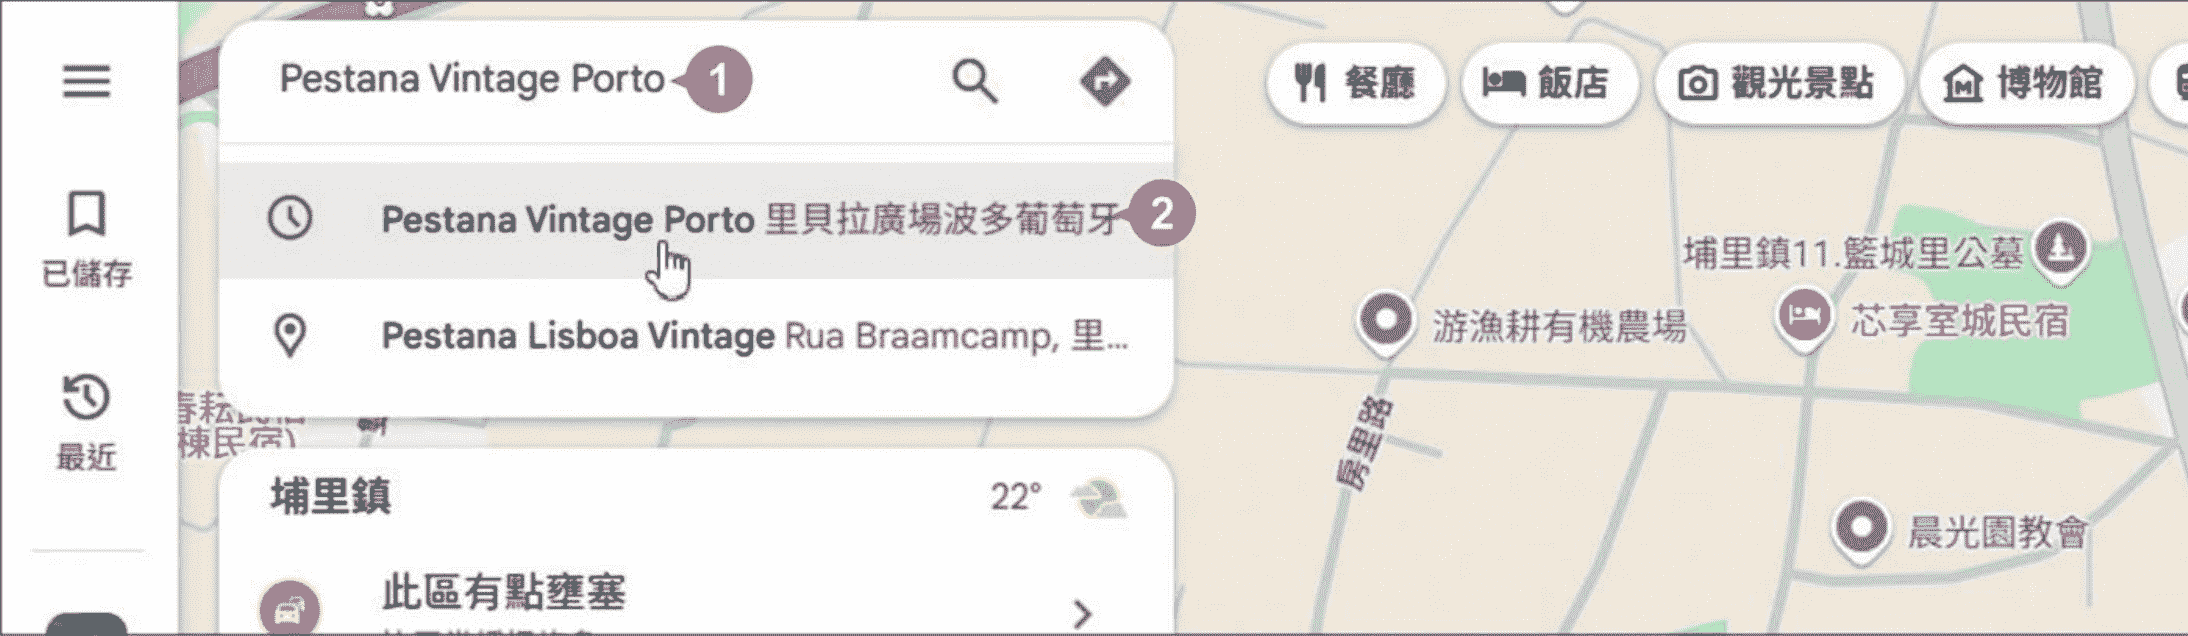 Pestana Vintage Porto 1
餐廳
飯店
觀光景點
博物館
Pestana Vintage Porto 里貝拉廣場波多葡萄牙 2
已儲存
Pestana Lisboa Vintage Rua Braamcamp, 里...
埔里鎮11.籃城里公墓
游漁耕有機農場
芯享室城民宿
最近
棟民宿)
房里路
埔里鎮
22°
晨光園教會
此區有點壅塞